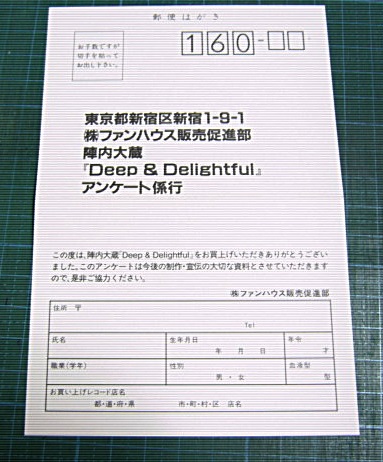 郵便はがき
お手数ですが
切手を貼って
お出し下さい。
160-□□
東京都新宿区新宿1-9-1
㈱ファンハウス販売促進部
陣内大蔵
『Deep & Delightful』
アンケート係行
この度は、陣内大蔵『Deep & Delightful』をお買上げいただきありがとうござい
ました。このアンケートは今後の制作・宣伝の大切な資料とさせていただきます
ので、是非ご協力ください。
㈱ファンハウス販売促進部
住所 〒
Tel
氏名 生年月日 年令
年 月 日 才
職業(学年) 性別 血液型
男・女 型
お買い上げレコード店名
都・道・府・県 市・町・村・区 店名